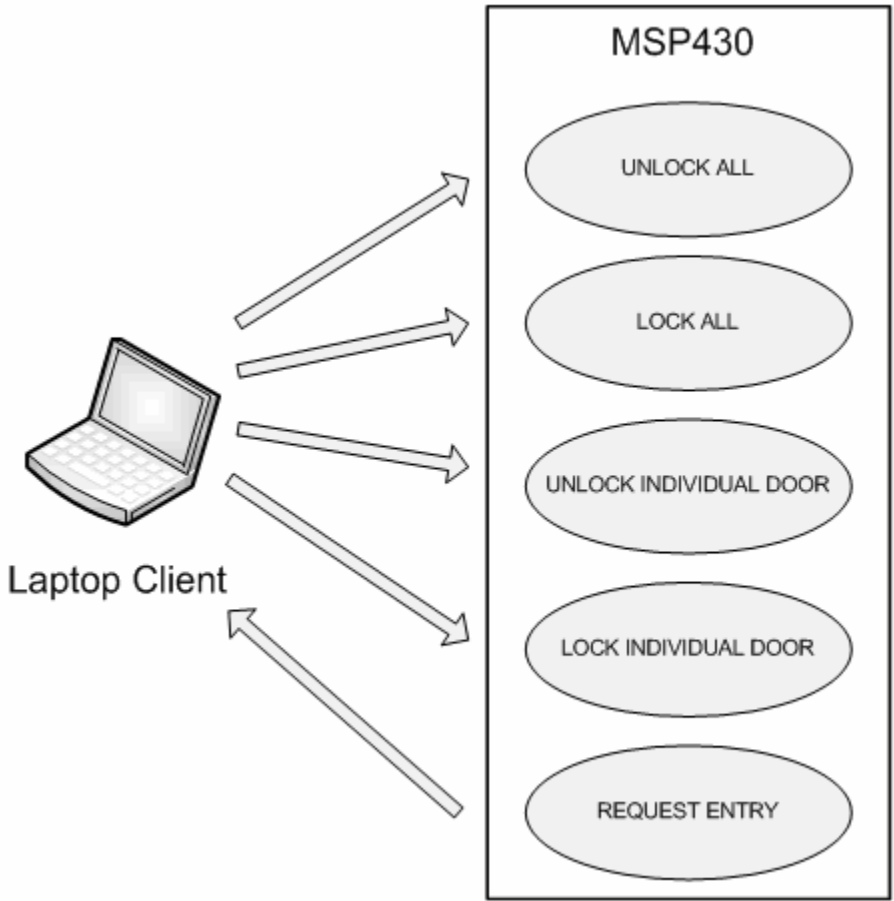 MSP430
UNLOCK ALL
LOCK ALL
UNLOCK INDIVIDUAL DOOR
Laptop Client
LOCK INDIVIDUAL DOOR
REQUEST ENTRY